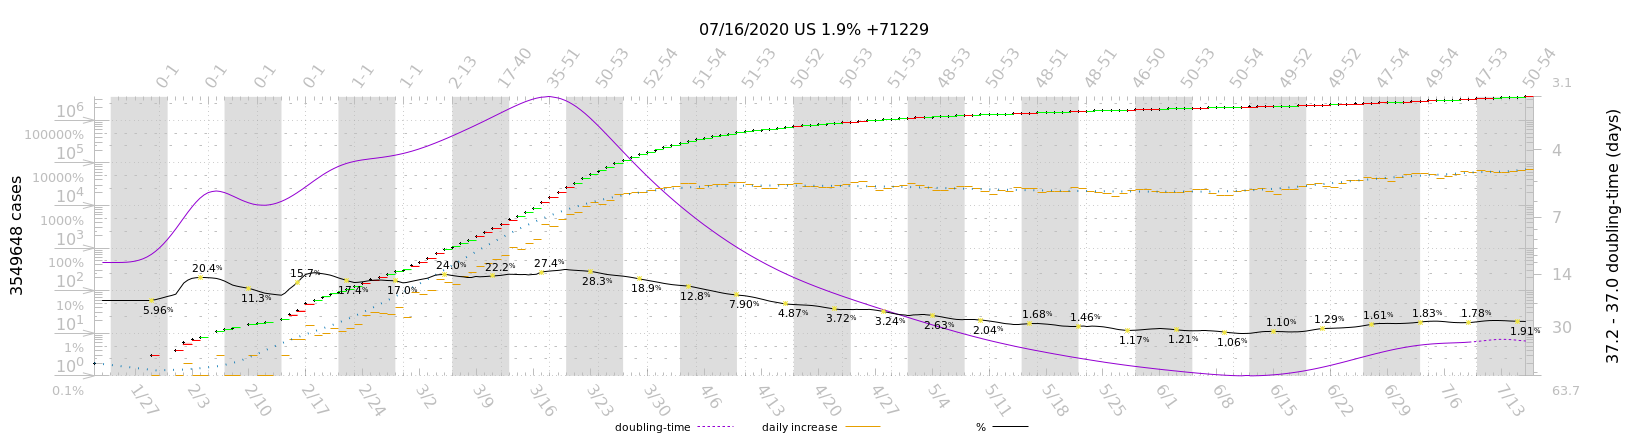 07/16/2020 US 1.9% +71229
0-1 0-1 0-1 0-1 1-1 1-1 2-13 17-40 35-51 50-53 52-54 51-54 51-53 50-52 50-53 51-53 48-53 50-53 48-51 48-51 46-50 50-53 50-54 49-52 49-52 47-54 49-54 47-53 50-54
3549648 cases
10⁶
100000%
10⁵
10000%
10⁴
1000%
10³
100%
10²
10%
10¹
1%
10⁰
0.1%
5.96% 20.4% 11.3% 15.7% 17.4% 17.0% 24.0% 22.2% 27.4% 28.3% 18.9% 12.8% 7.90% 4.87% 3.72% 3.24% 2.63% 2.04% 1.68% 1.46% 1.17% 1.21% 1.06% 1.10% 1.29% 1.61% 1.83% 1.78% 1.91%
3.1
4
7
14
30
63.7
37.2 - 37.0 doubling-time (days)
1/27 2/3 2/10 2/17 2/24 3/2 3/9 3/16 3/23 3/30 4/6 4/13 4/20 4/27 5/4 5/11 5/18 5/25 6/1 6/8 6/15 6/22 6/29 7/6 7/13
doubling-time daily increase %